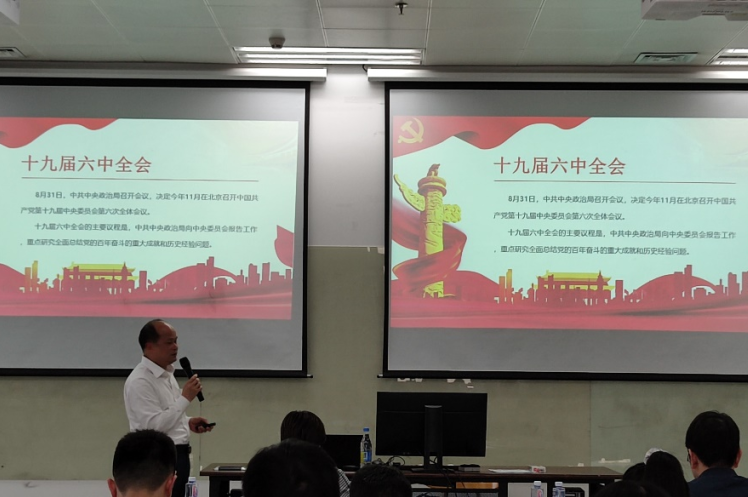 十九届六中全会
8月31日，中共中央政治局召开会议，决定今年11月在北京召开中国共
产党第十九届中央委员会第六次全体会议。
十九届六中全会的主要议程是，中共中央政治局向中央委员会报告工作
，重点研究全面总结党的百年奋斗的重大成就和历史经验问题。
十九届六中全会
8月31日，中共中央政治局召开会议，决定今年11月在北京召开中国共
产党第十九届中央委员会第六次全体会议。
十九届六中全会的主要议程是，中共中央政治局向中央委员会报告工作
，重点研究全面总结党的百年奋斗的重大成就和历史经验问题。